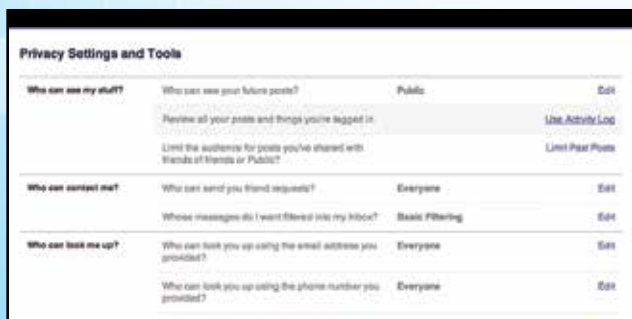 Privacy Settings and Tools
Who can see my stuff? Who can see your future posts? Public Edit
Review all your posts and things you're tagged in Use Activity Log
Limit the audience for posts you've shared with friends of friends or Public? Limit Past Posts
Who can contact me? Who can send you friend requests? Everyone Edit
Whose messages do I want filtered into my Inbox? Basic Filtering Edit
Who can look me up? Who can look you up using the email address you provided? Everyone Edit
Who can look you up using the phone number you provided? Everyone Edit